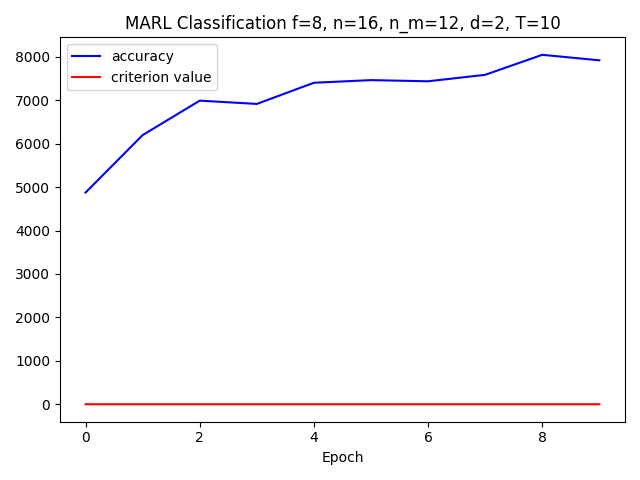 MARL Classification f=8, n=16, n_m=12, d=2, T=10
accuracy
criterion value
8000
7000
6000
5000
4000
3000
2000
1000
0
0 2 4 6 8
Epoch